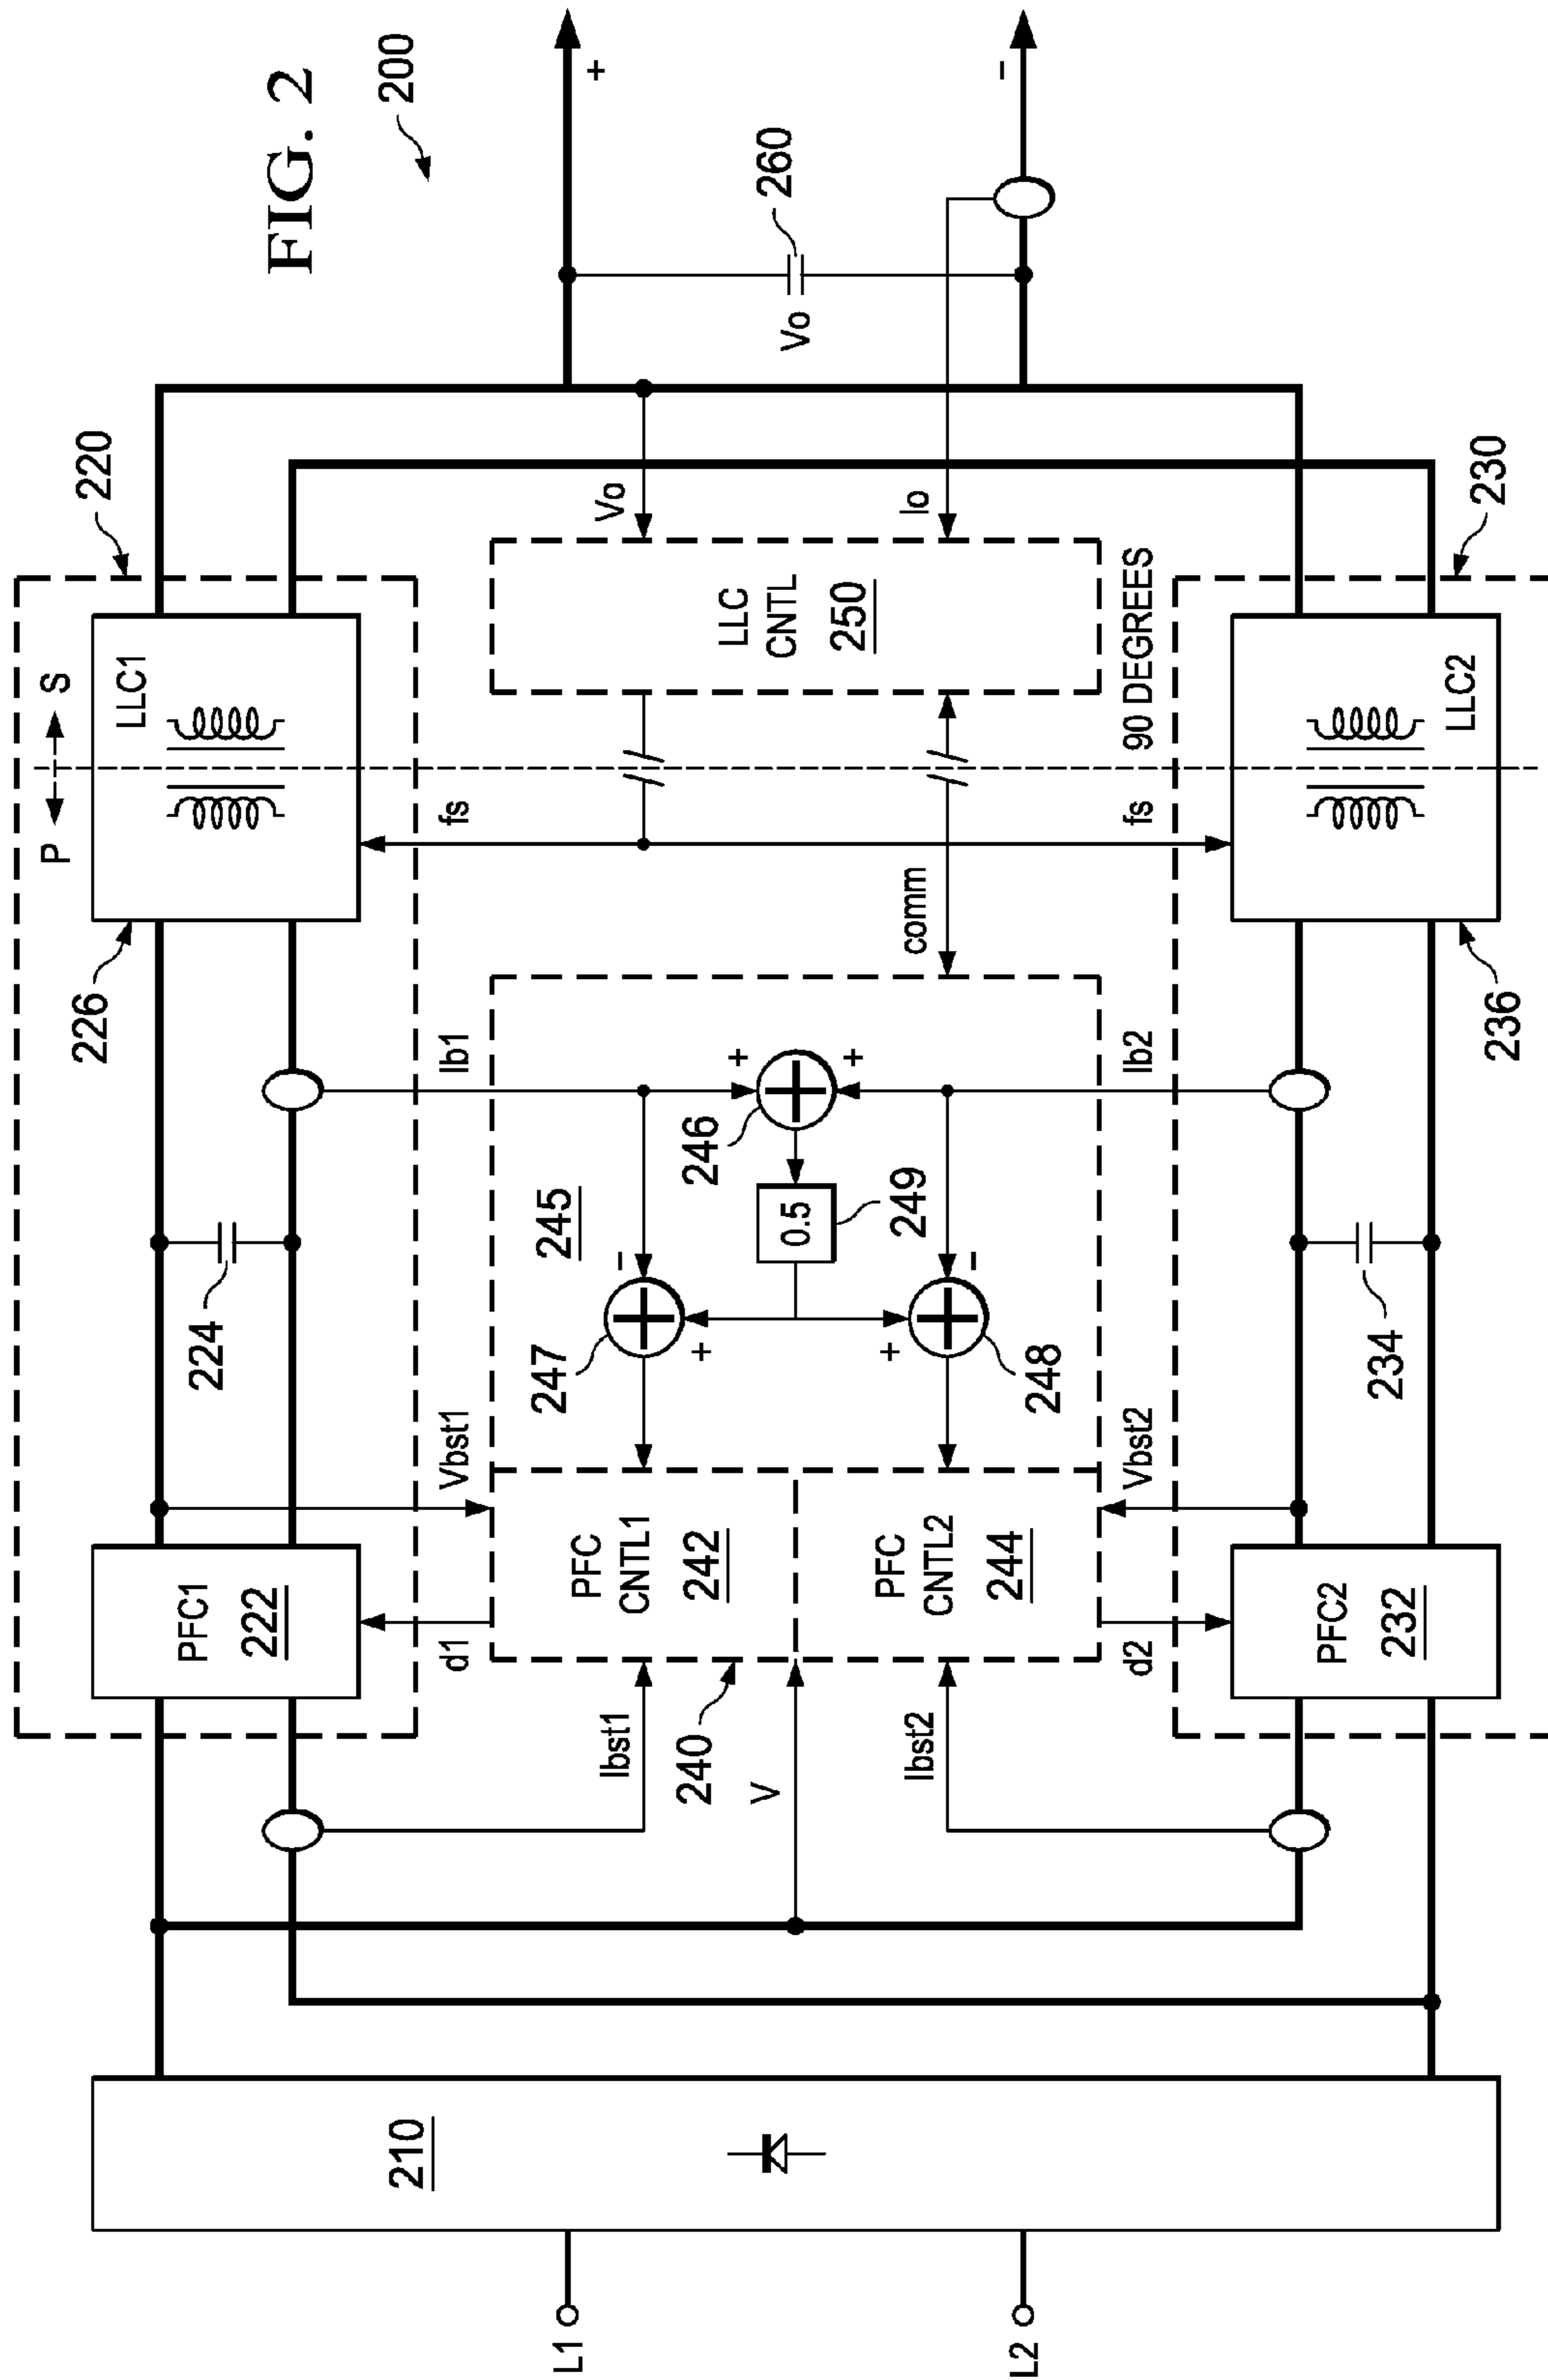 FIG. 2
200
220
P
S
LLC1
226
224
PFC1
222
fs
Ib1
Vbst1
d1
Ibst1
Vo
Io
LLC
CNTL
250
comm
245
246
+
+
0.5
249
247
248
−
+
−
+
PFC
CNTL1
242
PFC
CNTL2
244
240
V
Vo
260
+
−
90 DEGREES
fs
Ib2
Vbst2
d2
Ibst2
230
LLC2
236
234
PFC2
232
210
L1
L2